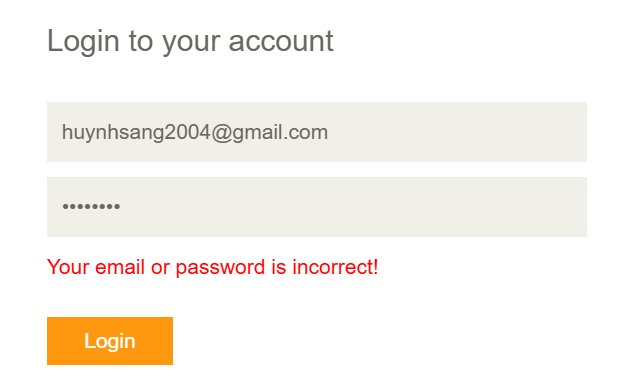 Login to your account
huynhsang2004@gmail.com
••••••••
Your email or password is incorrect!
Login